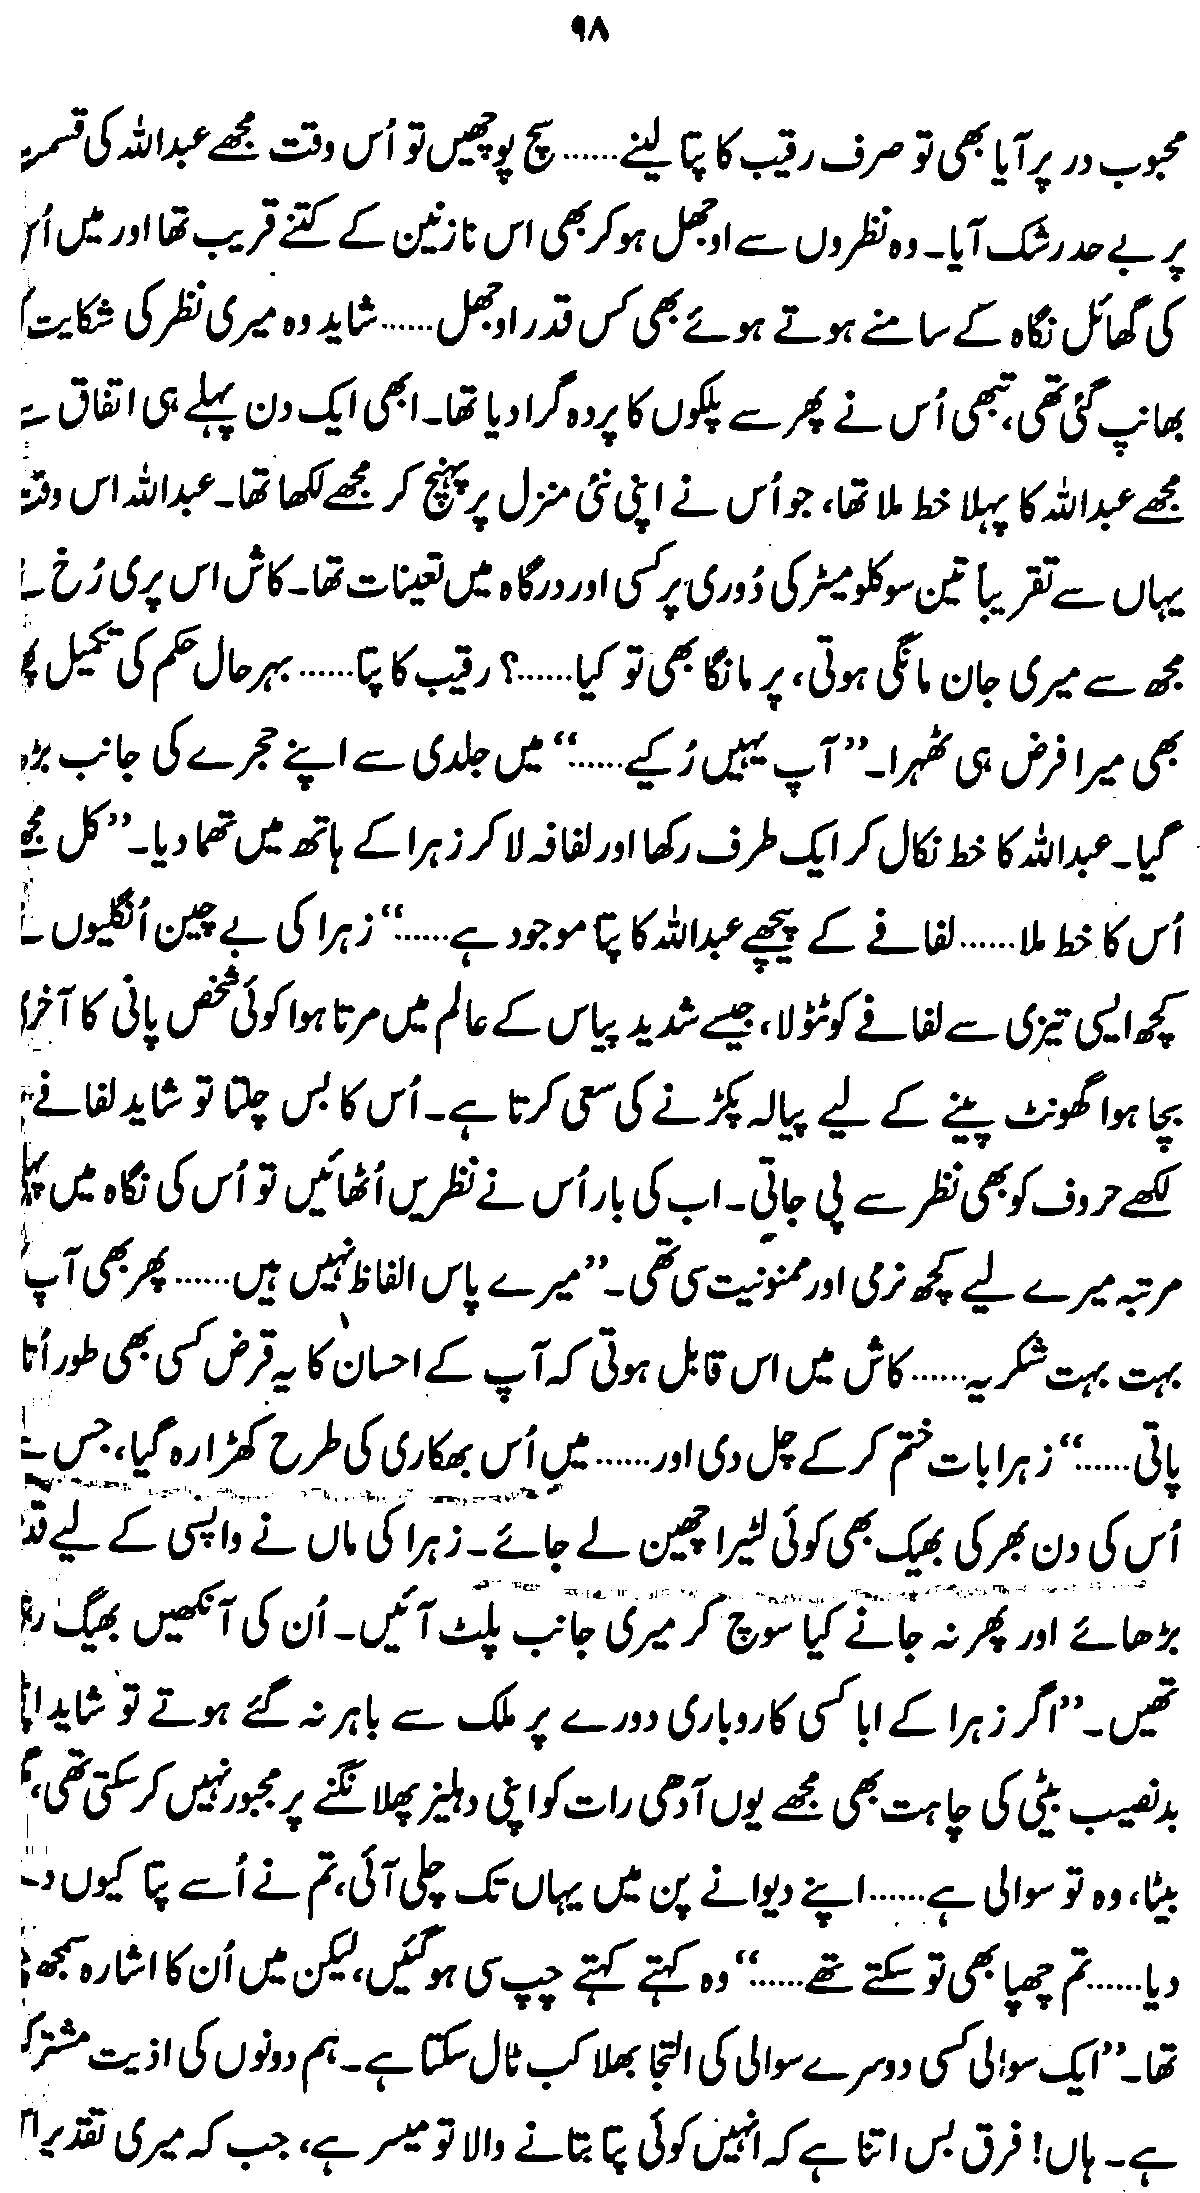 ۹۸
محبوب در پر آیا بھی تو صرف رقیب کا پتا لینے...... سچ پوچھیں تو اُس وقت مجھے عبداللہ کی
پر بے حد رشک آیا۔ وہ نظروں سے اوجھل ہو کر بھی اس نازنین کے کتنے قریب تھا اور میں
کی گھائل نگاہ کے سامنے ہوتے ہوئے بھی کس قدر اوجھل...... شاید وہ میری نظر کی شکایت
بھانپ گئی تھی، تبھی اُس نے پھر سے پلکوں کا پردہ گرا دیا تھا۔ ابھی ایک دن پہلے ہی اتفاق
مجھے عبداللہ کا پہلا خط ملا تھا، جو اُس نے اپنی نئی منزل پر پہنچ کر مجھے لکھا تھا۔ عبداللہ اس
یہاں سے تقریباً تین سو کلومیٹر کی دُوری پر کسی اور درگاہ میں تعینات تھا۔ کاش اس پری رُخ
مجھ سے میری جان مانگی ہوتی، پر مانگا بھی تو کیا......؟ رقیب کا پتا...... بہرحال حکم کی تکمیل
بھی میرا فرض ہی ٹھہرا۔ ”آپ یہیں رُکیے......“ میں جلدی سے اپنے حجرے کی جانب
گیا۔ عبداللہ کا خط نکال کر ایک طرف رکھا اور لفافہ لا کر زہرا کے ہاتھ میں تھما دیا۔ ”کل
اُس کا خط ملا...... لفافے کے پیچھے عبداللہ کا پتا موجود ہے......“ زہرا کی بے چین اُنگلیوں
کچھ ایسی تیزی سے لفافے کو ٹٹولا، جیسے شدید پیاس کے عالم میں مرتا ہوا کوئی شخص پانی کا
بچا ہوا گھونٹ پینے کے لیے پیالہ پکڑنے کی سعی کرتا ہے۔ اُس کا بس چلتا تو شاید لفافے
لکھے حروف کو بھی نظر سے پی جاتی۔ اب کی بار اُس نے نظریں اُٹھائیں تو اُس کی نگاہ میں
مرتبہ میرے لیے کچھ نرمی اور ممنونیت سی تھی۔ ”میرے پاس الفاظ نہیں ہیں...... پھر بھی آپ
بہت بہت شکریہ...... کاش میں اس قابل ہوتی کہ آپ کے احسان کا یہ قرض کسی بھی طور
پاتی......“ زہرا بات ختم کر کے چل دی اور...... میں اُس بھکاری کی طرح کھڑا رہ گیا، جس
اُس کی دن بھر کی بھیک بھی کوئی لٹیرا چھین لے جائے۔ زہرا کی ماں نے واپسی کے لیے
بڑھائے اور پھر نہ جانے کیا سوچ کر میری جانب پلٹ آئیں۔ اُن کی آنکھیں بھیگ
تھیں۔ ”اگر زہرا کے ابا کسی کاروباری دورے پر ملک سے باہر نہ گئے ہوتے تو شاید
بدنصیب بیٹی کی چاہت بھی مجھے یوں آدھی رات کو اپنی دہلیز پھلانگنے پر مجبور نہیں کر سکتی تھی،
بیٹا، وہ تو سوالی ہے...... اپنے دیوانے پن میں یہاں تک چلی آئی، تم نے اُسے پتا کیوں
دیا...... تم چھپا بھی تو سکتے تھے......“ وہ کہتے کہتے چپ سی ہو گئیں، لیکن میں اُن کا اشارہ سمجھ
تھا۔ ”ایک سوالی کسی دوسرے سوالی کی التجا بھلا کب ٹال سکتا ہے۔ ہم دونوں کی اذیت
ہے۔ ہاں! فرق بس اتنا ہے کہ انہیں کوئی پتا بتانے والا تو میسر ہے، جب کہ میری تقدیر